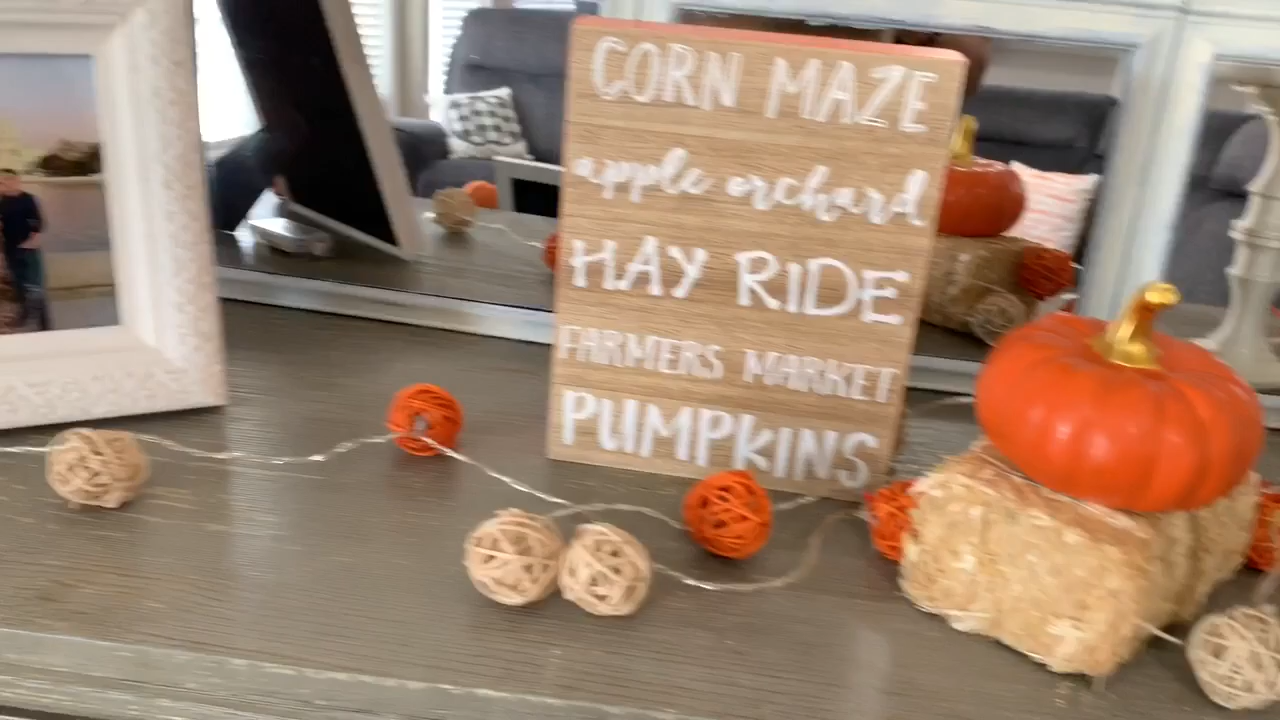 CORN MAZE
apple orchard
HAY RIDE
FARMERS MARKET
PUMPKINS